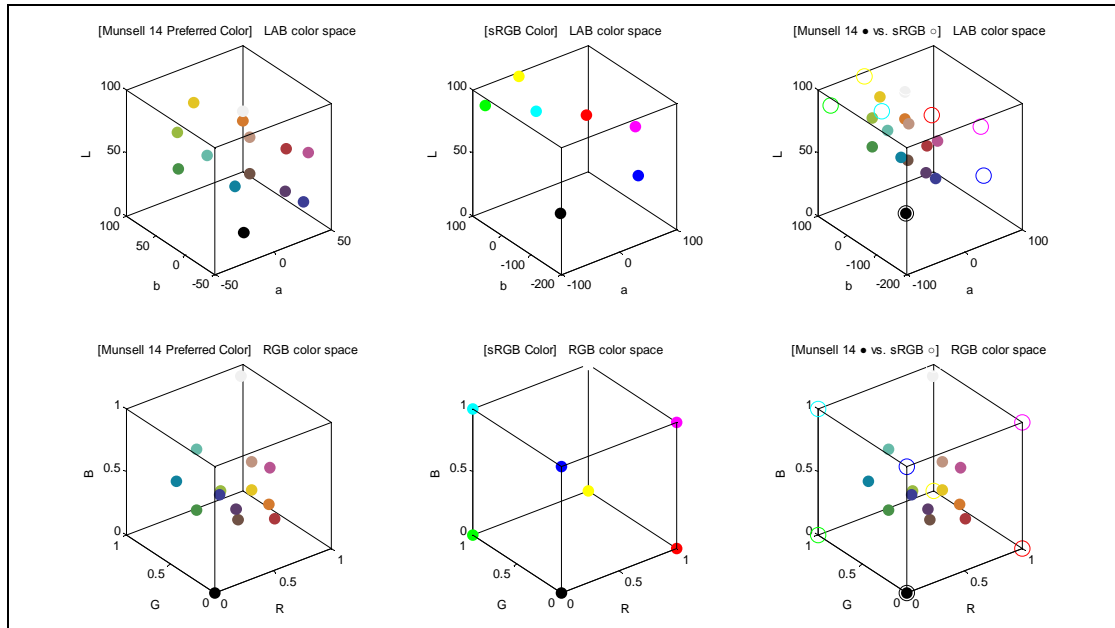 [Munsell 14 Preferred Color] LAB color space
100
50
0
L
100
50
0
-50
b
-50
0
50
a
[sRGB Color] LAB color space
100
50
0
L
100
0
-100
-200
b
-100
0
100
a
[Munsell 14 ● vs. sRGB ○] LAB color space
100
50
0
L
100
0
-100
-200
b
-100
0
100
a
[Munsell 14 Preferred Color] RGB color space
1
0.5
0
B
1
0.5
0
G
0
0.5
1
R
[sRGB Color] RGB color space
1
0.5
0
B
1
0.5
0
G
0
0.5
1
R
[Munsell 14 ● vs. sRGB ○] RGB color space
1
0.5
0
B
1
0.5
0
G
0
0.5
1
R